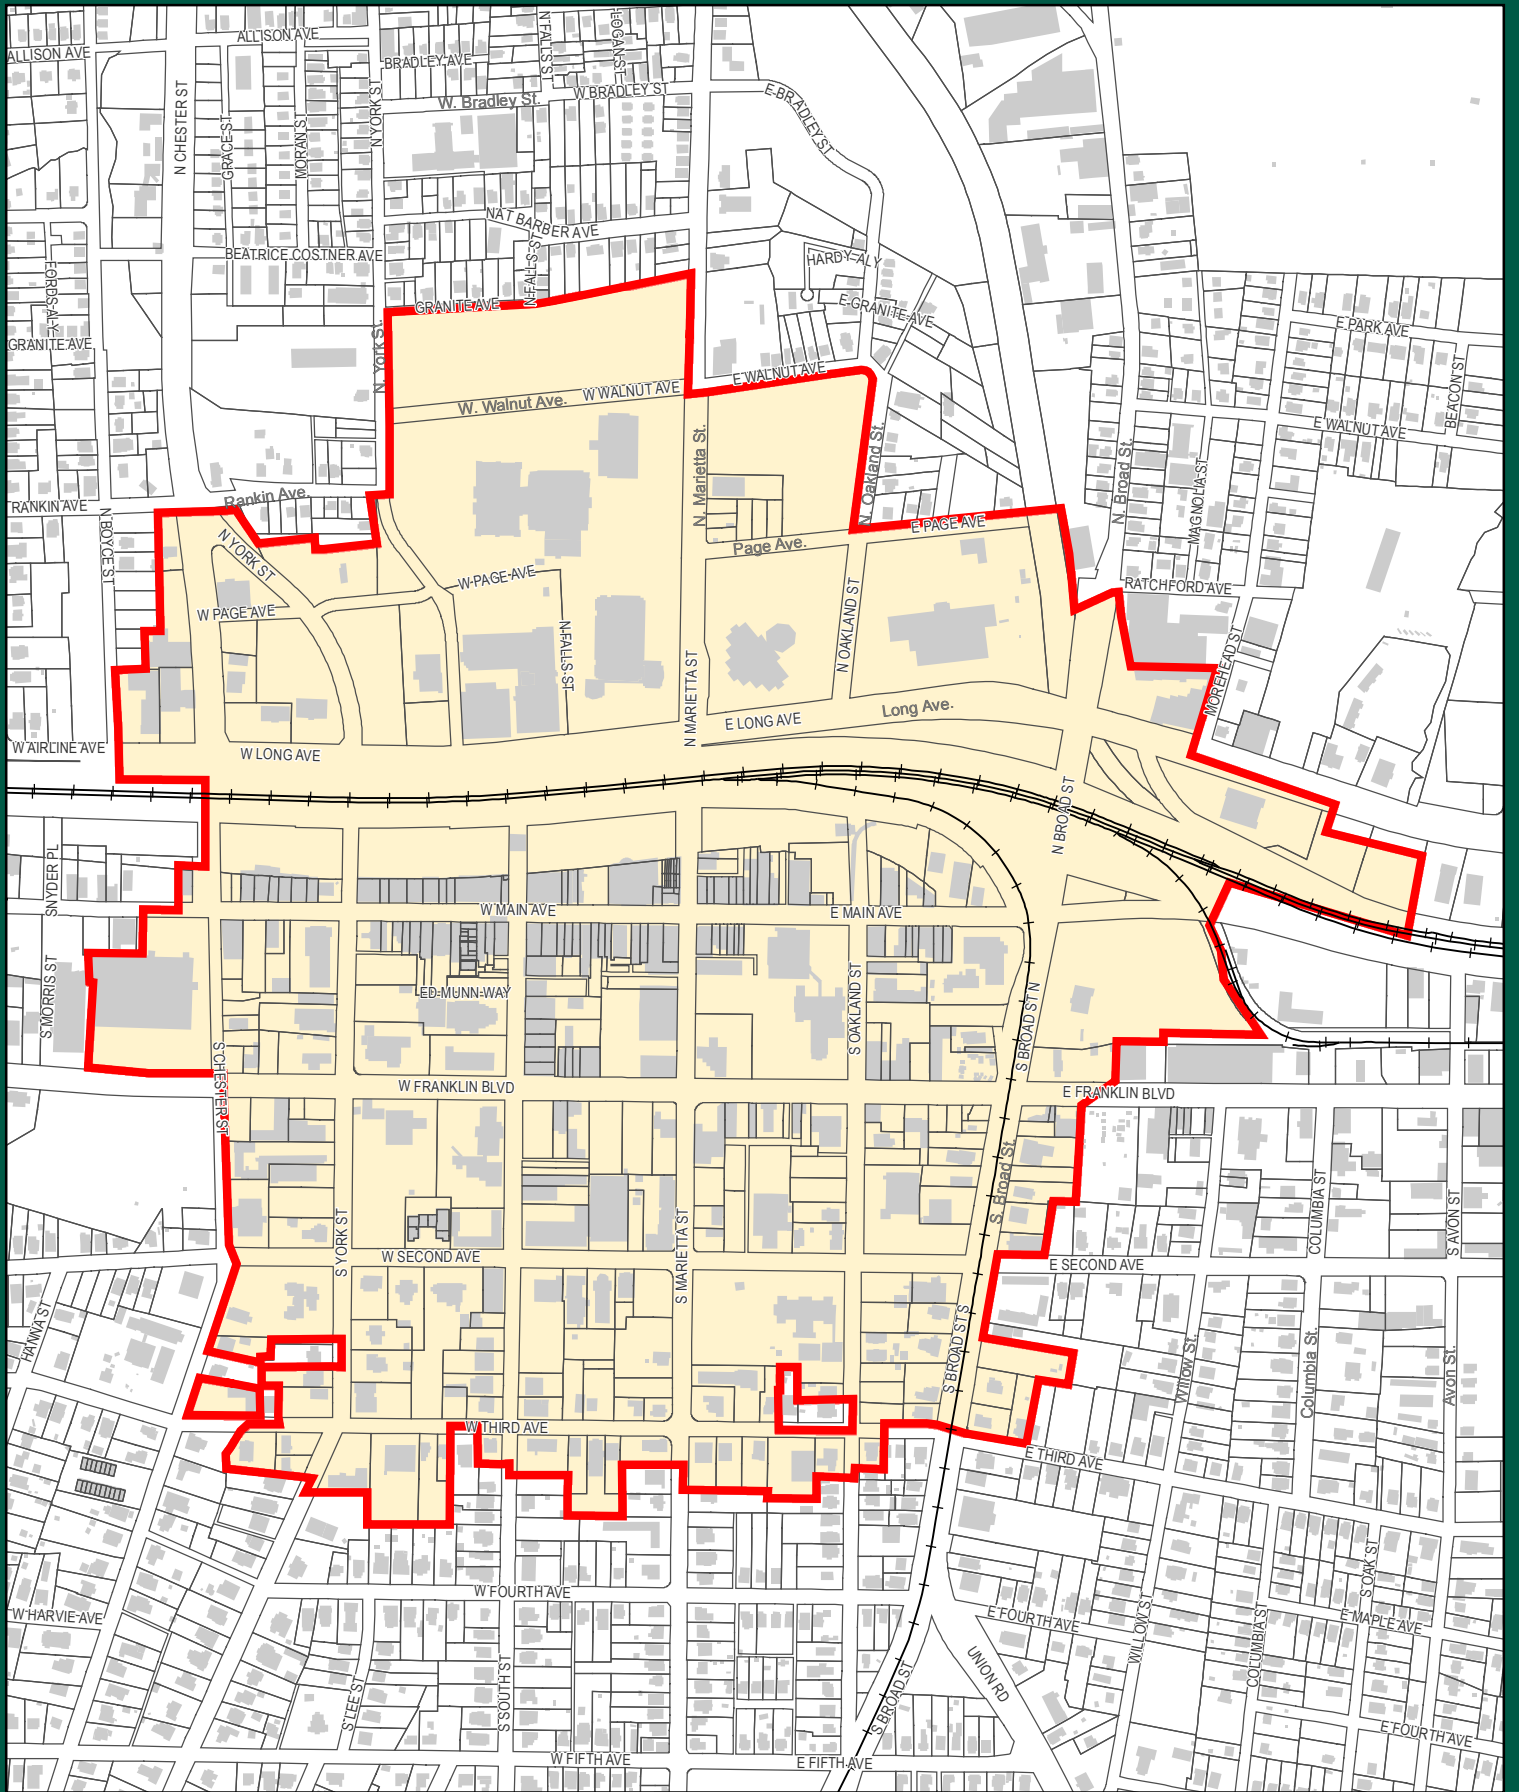 ALLISON AVE
ALLISON AVE
BRADLEY AVE
N FALLS ST
LOGAN ST
W. Bradley St.
W BRADLEY ST
E BRADLEY ST
N CHESTER ST
GRACE ST
MORAN S
N YORK ST
NAT BARBER AVE
BEATRICE COSTNER AVE
N FALLS ST
HARDY ALY
FORDS ALY
GRANITE AVE
E GRANITE AVE
GRANITE AVE
N. York St.
E PARK AVE
BEACON ST
E WALNUT AVE
W WALNUT AVE
W. Walnut Ave.
E WALNUT AVE
N. Marietta St.
N. Oakland St.
N. Broad St.
MAGNOLIA ST
Rankin Ave.
RANKIN AVE
N BOYCE ST
N YORK ST
E PAGE AVE
Page Ave.
W PAGE AVE
W PAGE AVE
RATCHFORD AVE
N FALLS ST
N OAKLAND ST
N MARIETTA ST
MOREHEAD ST
Long Ave.
E LONG AVE
W AIRLINE AVE
W LONG AVE
N BROAD ST
SNYDER PL
W MAIN AVE
E MAIN AVE
S MORRIS ST
ED MUNN WAY
S OAKLAND ST
S BROAD ST N
S CHESTER ST
W FRANKLIN BLVD
E FRANKLIN BLVD
S. Broad St.
S YORK ST
S MARIETTA ST
COLUMBIA ST
S AVON ST
W SECOND AVE
E SECOND AVE
HANNA ST
S BROAD ST S
Willow St.
Columbia St.
Avon St.
W THIRD AVE
E THIRD AVE
S OAK ST
W FOURTH AVE
W HARVIE AVE
E FOURTH AVE
E MAPLE AVE
WILLOW ST
COLUMBIA ST
UNION RD
S LEE ST
S SOUTH ST
S BROAD ST
E FOURTH AVE
W FIFTH AVE
E FIFTH AVE